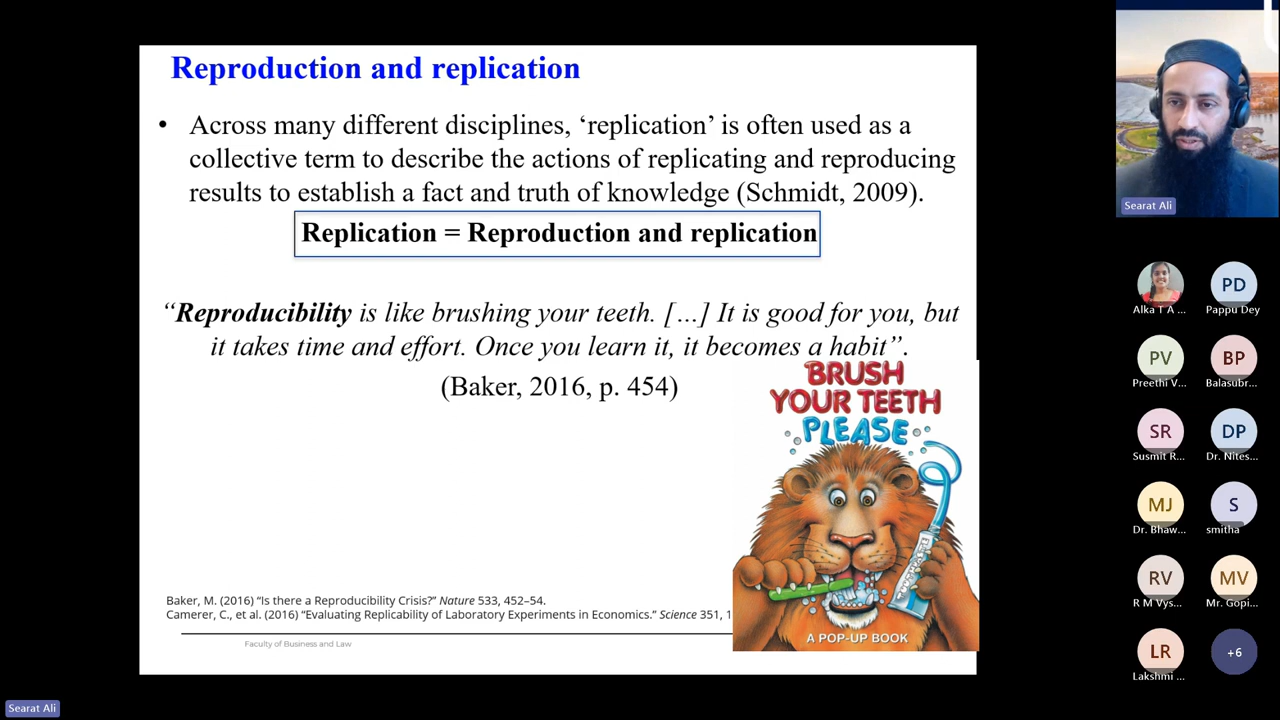 Reproduction and replication
• Across many different disciplines, ‘replication’ is often used as a
collective term to describe the actions of replicating and reproducing
results to establish a fact and truth of knowledge (Schmidt, 2009).
Replication = Reproduction and replication
“Reproducibility is like brushing your teeth. […] It is good for you, but
it takes time and effort. Once you learn it, it becomes a habit”.
(Baker, 2016, p. 454)
BRUSH
YOUR TEETH
PLEASE
A POP-UP BOOK
Baker, M. (2016) “Is there a Reproducibility Crisis?” Nature 533, 452–54.
Camerer, C., et al. (2016) “Evaluating Replicability of Laboratory Experiments in Economics.” Science 351, 1
Faculty of Business and Law
Searat Ali
Alka T A ...
PD
Pappu Dey
PV
Preethi V...
BP
Balasubr...
SR
Susmit R...
DP
Dr. Nites...
MJ
Dr. Bhaw...
S
smitha
RV
R M Vys...
MV
Mr. Gopi...
LR
Lakshmi ...
+6
Searat Ali